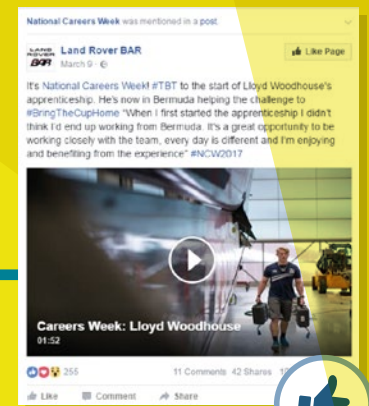 National Careers Week was mentioned in a post.
LAND
ROVER
BAR
Land Rover BAR
March 9 ·
Like Page
It's National Careers Week! #TBT to the start of Lloyd Woodhouse's
apprenticeship. He's now in Bermuda helping the challenge to
#BringTheCupHome "When I first started the apprenticeship I didn't
think I'd end up working from Bermuda. It's a great opportunity to be
working closely with the team, every day is different and I'm enjoying
and benefiting from the experience" #NCW2017
Careers Week: Lloyd Woodhouse
01:52
255
11 Comments 42 Shares
Like Comment Share